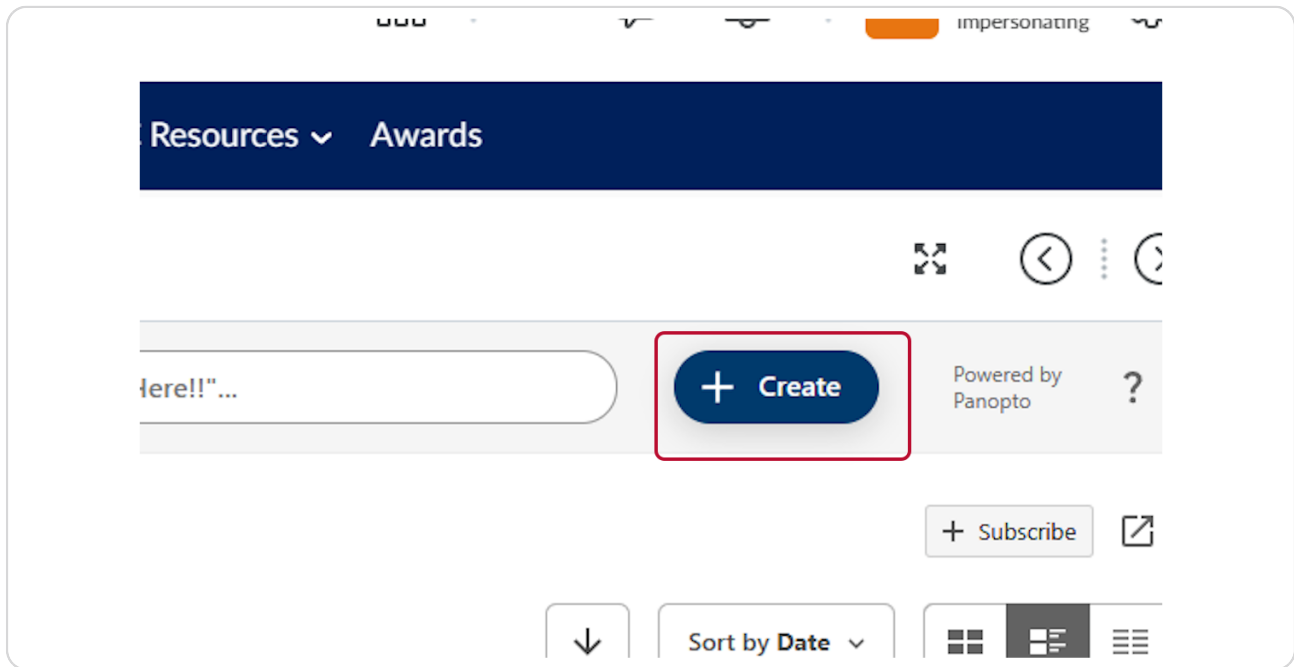 Impersonating
Resources Awards
Here!!"...
+ Create
Powered by
Panopto
?
+ Subscribe
Sort by Date